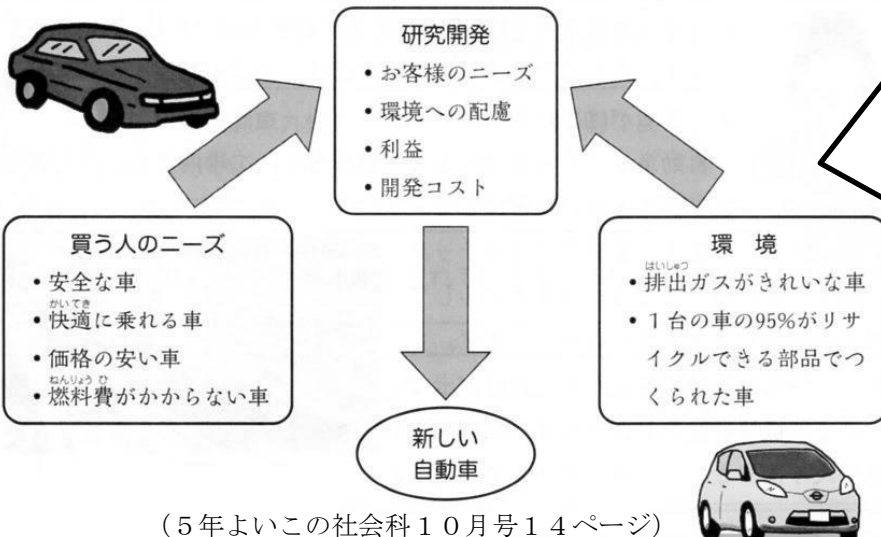 研究開発
• お客様のニーズ
• 環境への配慮
• 利益
• 開発コスト
買う人のニーズ
• 安全な車
かいてき
• 快適に乗れる車
• 価格の安い車
ねんりょう ひ
• 燃料費がかからない車
環 境
はいしゅつ
• 排出ガスがきれいな車
• 1台の車の95%がリサ
イクルできる部品でつ
くられた車
新しい
自動車
(5年よいこの社会科10月号14ページ)